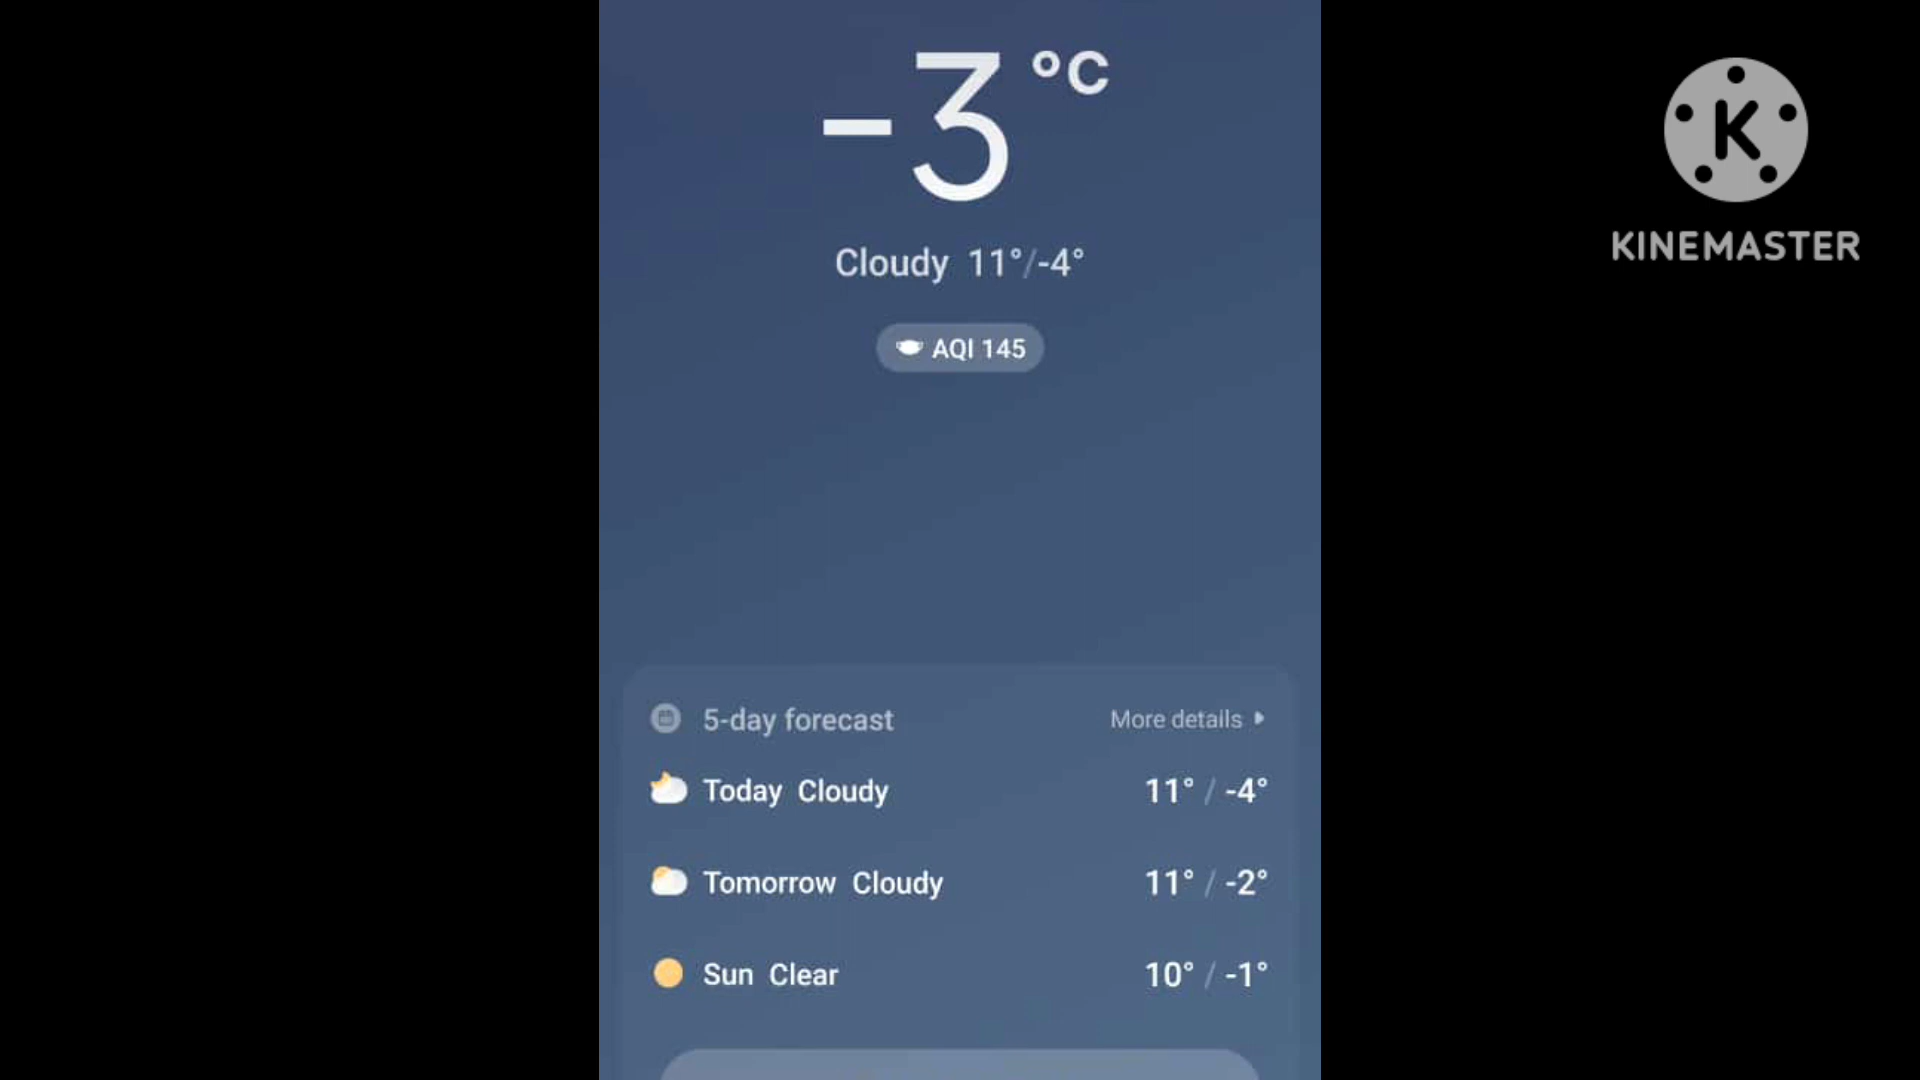 -3 °C
Cloudy 11°/-4°
AQI 145
5-day forecast More details
Today Cloudy 11° / -4°
Tomorrow Cloudy 11° / -2°
Sun Clear 10° / -1°
K
KINEMASTER